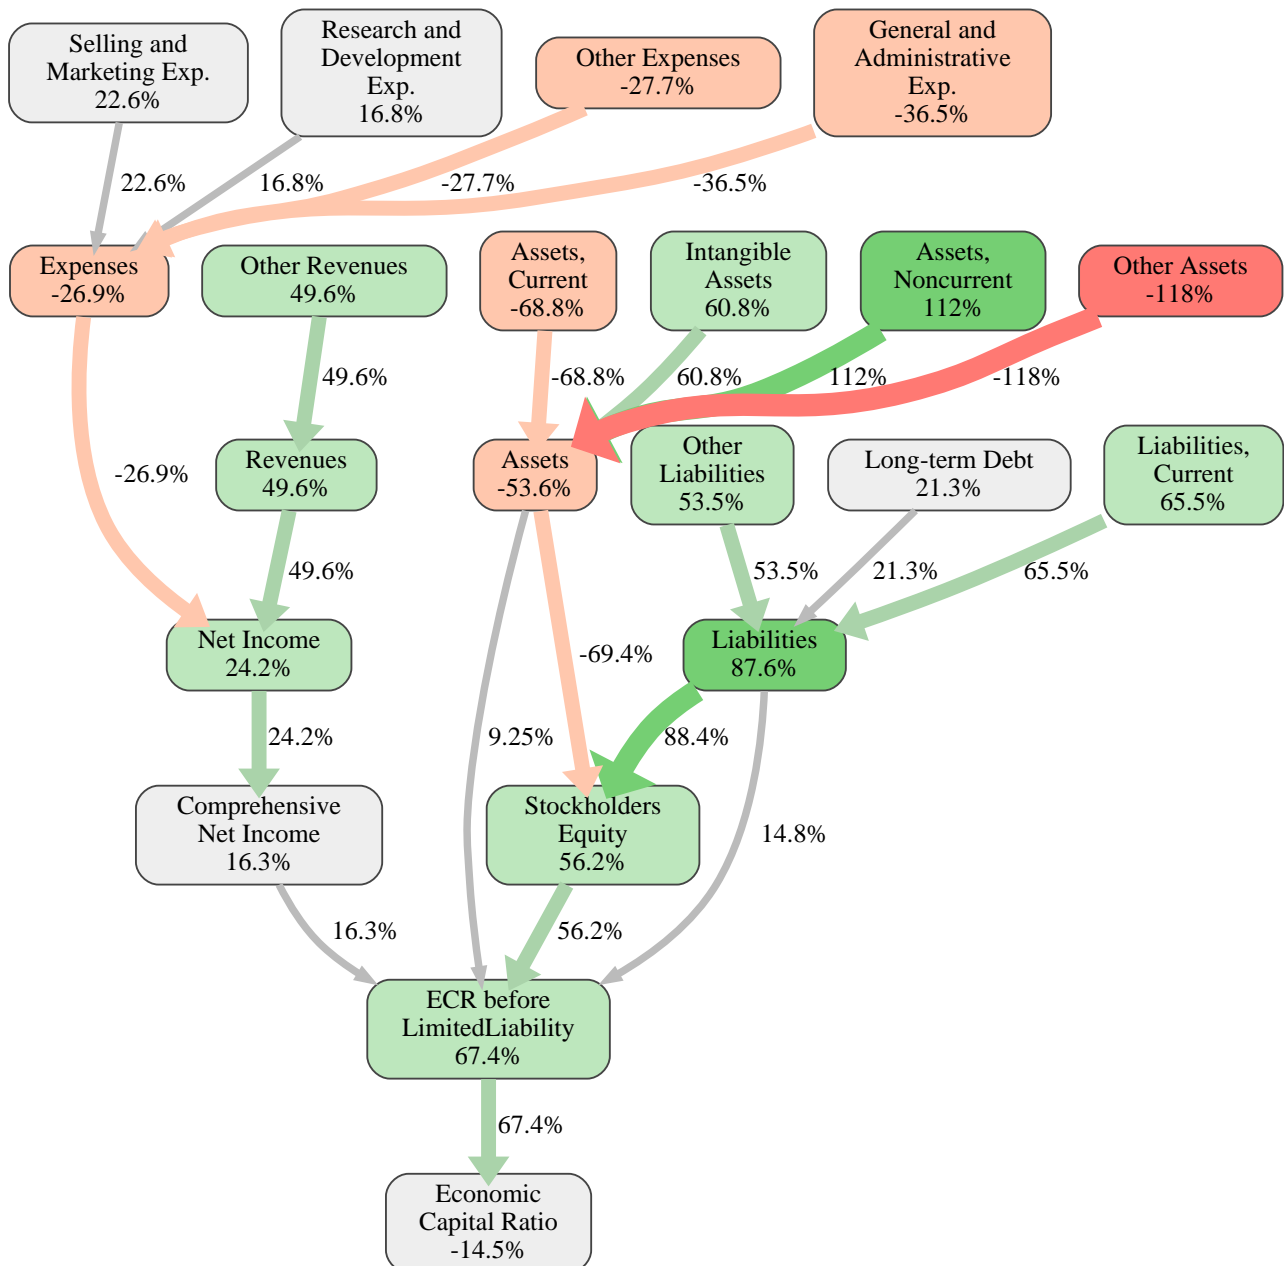 Selling and
Marketing Exp.
22.6%
Research and
Development
Exp.
16.8%
Other Expenses
-27.7%
General and
Administrative
Exp.
-36.5%
22.6%
16.8%
-27.7%
-36.5%
Expenses
-26.9%
Other Revenues
49.6%
Assets,
Current
-68.8%
Intangible
Assets
60.8%
Assets,
Noncurrent
112%
Other Assets
-118%
49.6%
-68.8%
60.8%
112%
-118%
-26.9%
Revenues
49.6%
Assets
-53.6%
Other
Liabilities
53.5%
Long-term Debt
21.3%
Liabilities,
Current
65.5%
49.6%
53.5%
21.3%
65.5%
Net Income
24.2%
-69.4%
Liabilities
87.6%
24.2%
9.25%
88.4%
Comprehensive
Net Income
16.3%
Stockholders
Equity
56.2%
14.8%
16.3%
56.2%
ECR before
LimitedLiability
67.4%
67.4%
Economic
Capital Ratio
-14.5%